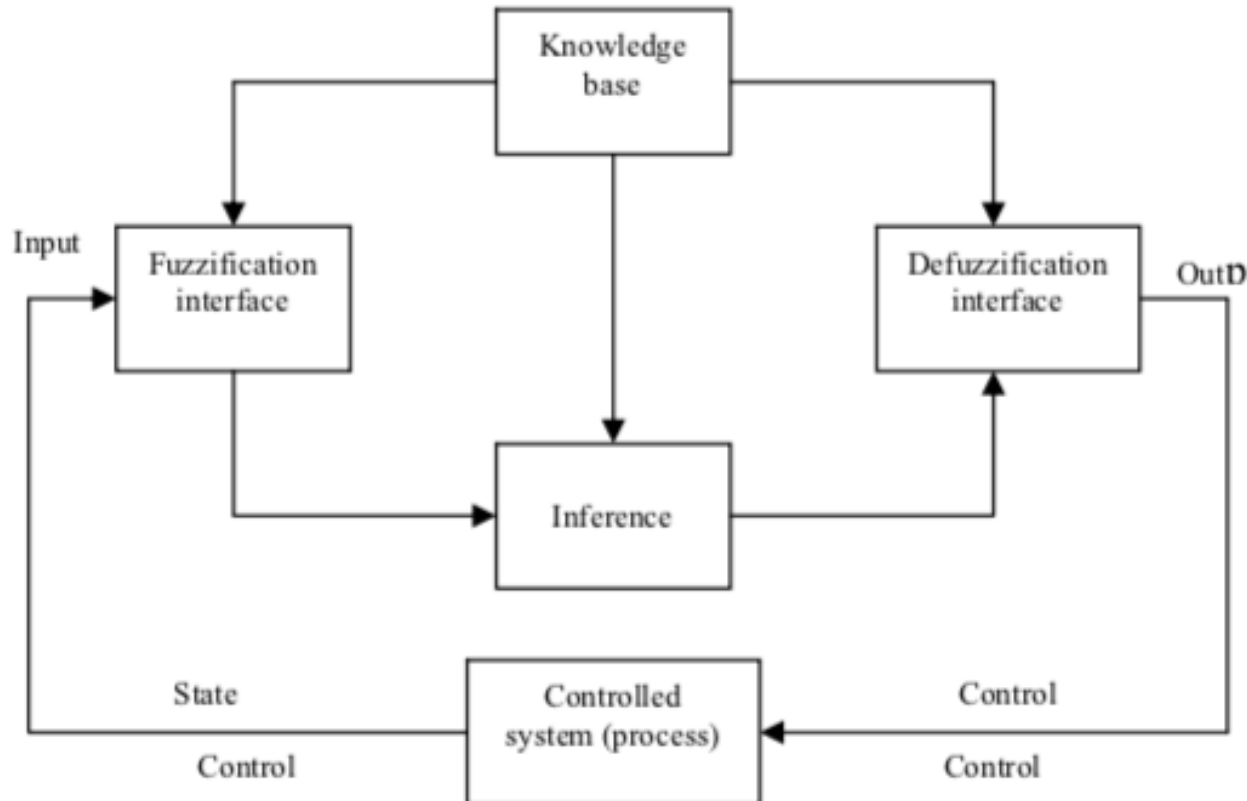 Knowledge
base
Input
Fuzzification
interface
Defuzzification
interface
Inference
State
Controlled
system (process)
Control
Control
Control